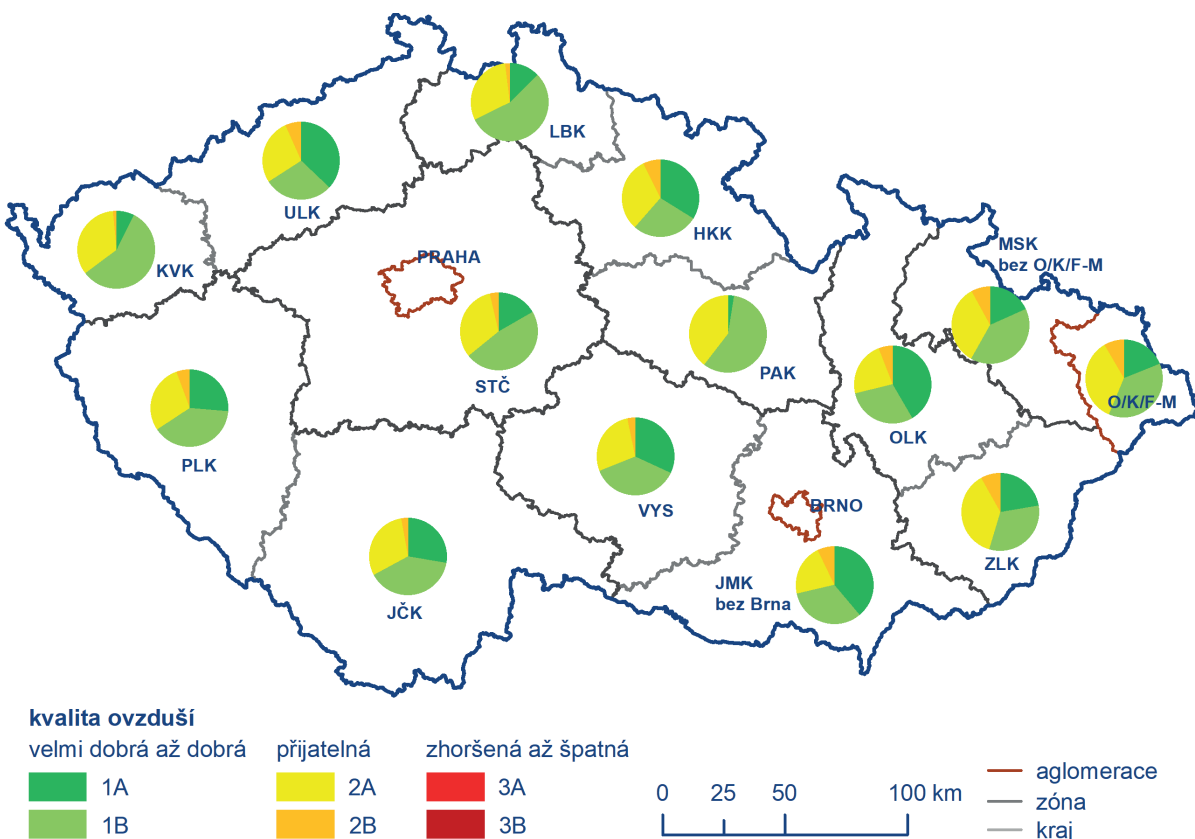 LBK
ULK
HKK
KVK
PRAHA
MSK
bez O/K/F-M
STČ
PAK
O/K/F-M
OLK
PLK
VYS
BRNO
ZLK
JČK
JMK
bez Brna
kvalita ovzduší
velmi dobrá až dobrá
přijatelná
zhoršená až špatná
1A
2A
3A
1B
2B
3B
0 25 50 100 km
aglomerace
zóna
kraj